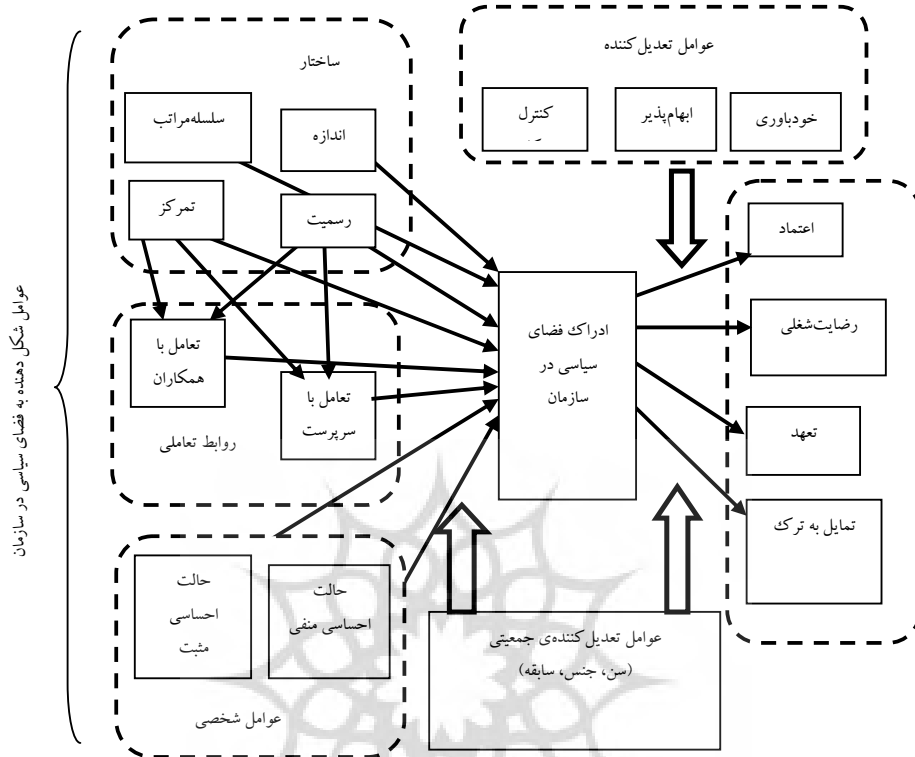 عوامل تعدیل‌کننده
خودباوری
ابهام‌پذیر
کنترل
ساختار
اندازه
سلسله‌مراتب
رسمیت
تمرکز
عوامل شکل دهنده به فضای سیاسی در سازمان
تعامل با
همکاران
تعامل با
سرپرست
روابط تعاملی
ادراک فضای
سیاسی در
سازمان
اعتماد
رضایت‌شغلی
تعهد
تمایل به ترک
حالت
احساسی منفی
حالت
احساسی
مثبت
عوامل شخصی
عوامل تعدیل‌کننده‌ی جمعیتی
(سن، جنس، سابقه)